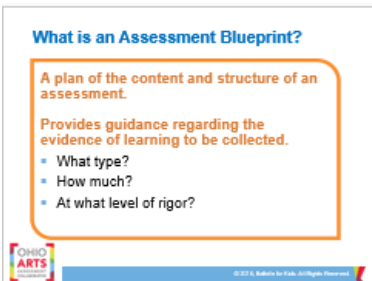 What is an Assessment Blueprint?
A plan of the content and structure of an
assessment.
Provides guidance regarding the
evidence of learning to be collected.
What type?
How much?
At what level of rigor?
OHIO
ARTS